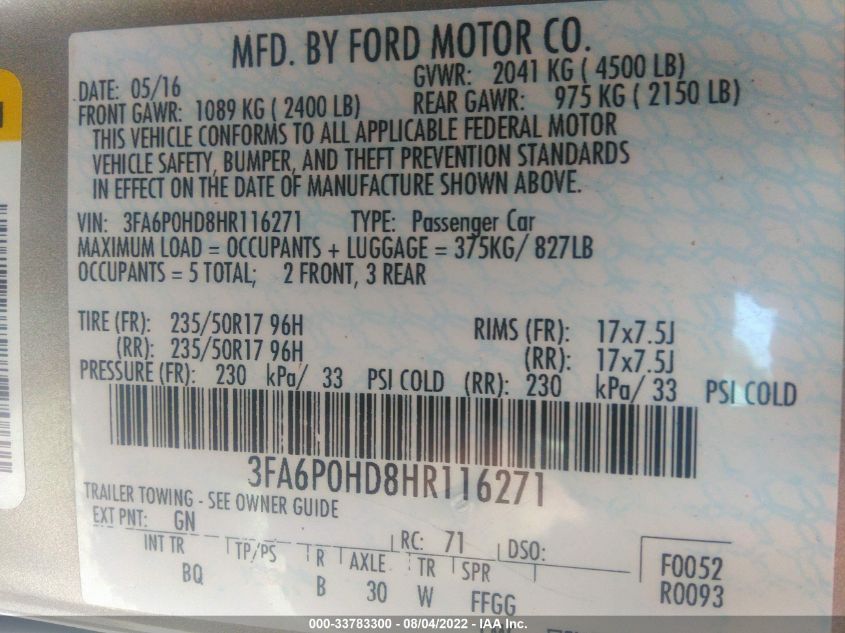 MFD. BY FORD MOTOR CO.
DATE: 05/16 GVWR: 2041 KG ( 4500 LB)
FRONT GAWR: 1089 KG ( 2400 LB) REAR GAWR: 975 KG ( 2150 LB)
THIS VEHICLE CONFORMS TO ALL APPLICABLE FEDERAL MOTOR
VEHICLE SAFETY, BUMPER, AND THEFT PREVENTION STANDARDS
IN EFFECT ON THE DATE OF MANUFACTURE SHOWN ABOVE.
VIN: 3FA6P0HD8HR116271 TYPE: Passenger Car
MAXIMUM LOAD = OCCUPANTS + LUGGAGE = 375KG/ 827LB
OCCUPANTS = 5 TOTAL; 2 FRONT, 3 REAR
TIRE (FR): 235/50R17 96H RIMS (FR): 17x7.5J
(RR): 235/50R17 96H (RR): 17x7.5J
PRESSURE (FR): 230 kPa/ 33 PSI COLD (RR): 230 kPa/ 33 PSI COLD
3FA6P0HD8HR116271
TRAILER TOWING - SEE OWNER GUIDE
EXT PNT: GN RC: 71 DSO:
INT TR TP/PS R AXLE TR SPR F0052
BQ B 30 W FFGG R0093
000-33783300 - 08/04/2022 - IAA Inc.